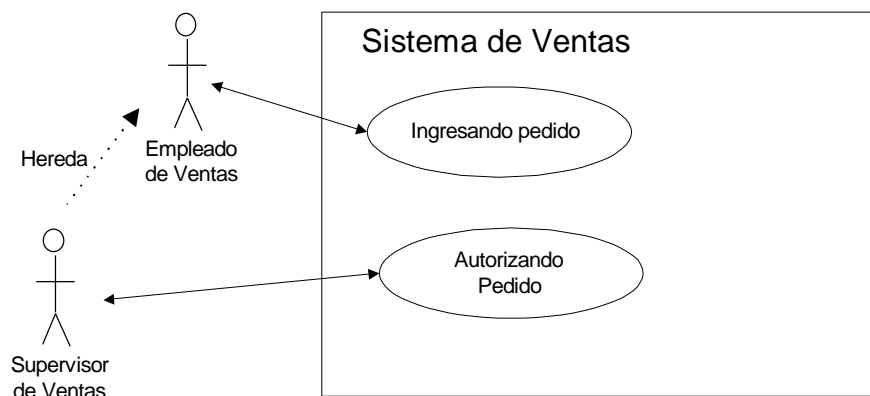 Sistema de Ventas
Ingresando pedido
Empleado
de Ventas
Hereda
Autorizando
Pedido
Supervisor
de Ventas